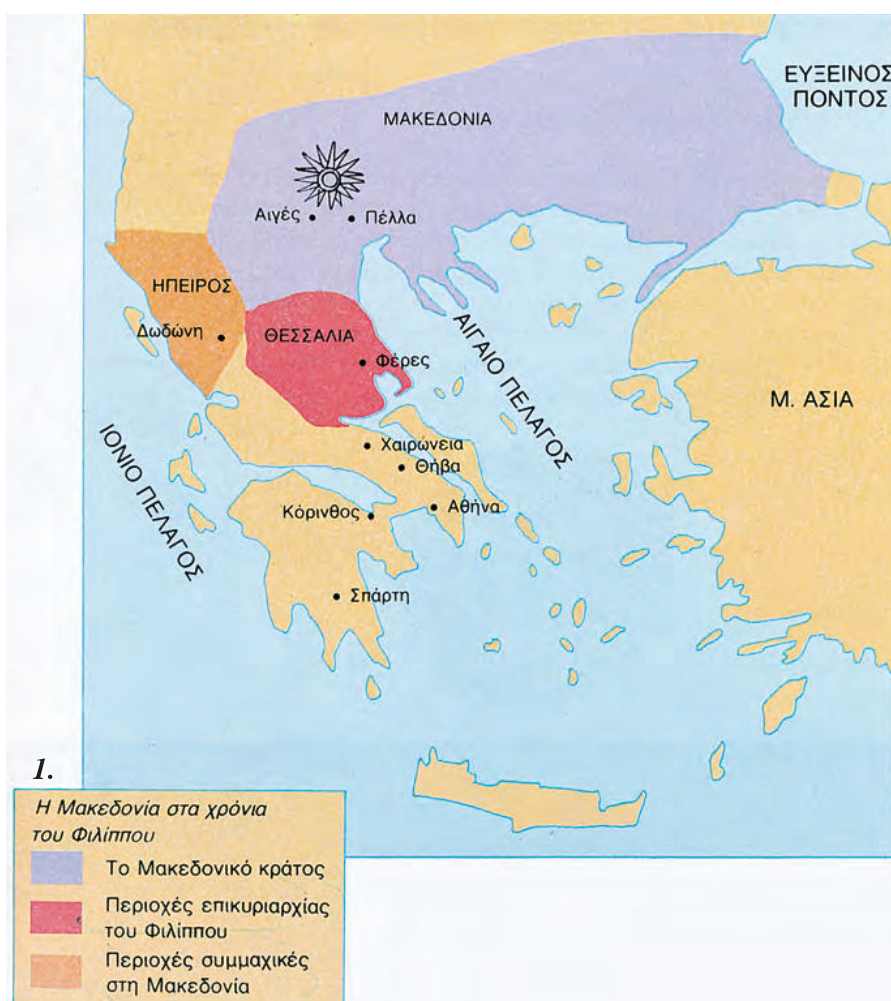 ΕΥΞΕΙΝΟΣ
ΠΟΝΤΟΣ
ΜΑΚΕΔΟΝΙΑ
Αιγές
Πέλλα
ΗΠΕΙΡΟΣ
Δωδώνη
ΘΕΣΣΑΛΙΑ
Φέρες
ΑΙΓΑΙΟ ΠΕΛΑΓΟΣ
Μ. ΑΣΙΑ
ΙΟΝΙΟ ΠΕΛΑΓΟΣ
Χαιρώνεια
Θήβα
Κόρινθος
Αθήνα
Σπάρτη
1.
Η Μακεδονία στα χρόνια
του Φιλίππου
Το Μακεδονικό κράτος
Περιοχές επικυριαρχίας
του Φιλίππου
Περιοχές συμμαχικές
στη Μακεδονία